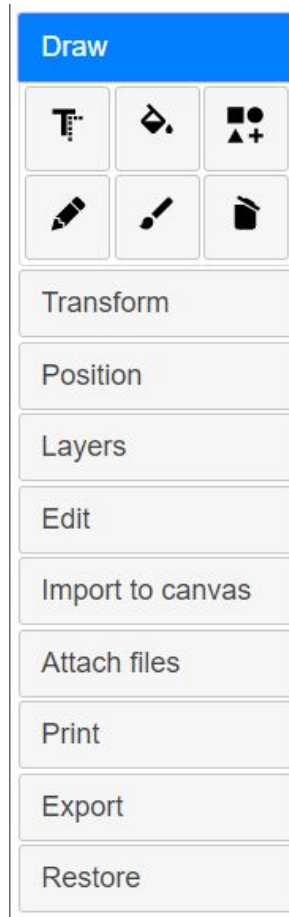 Draw
Transform
Position
Layers
Edit
Import to canvas
Attach files
Print
Export
Restore